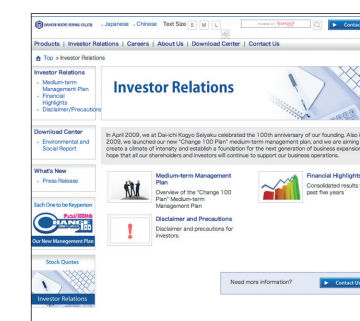 DAI-ICHI KOGYO SEIYAKU CO.,LTD.
Japanese
Chinese
Text Size S M L
Contac
Products | Investor Relations | Careers | About Us | Download Center | Contact Us
Top > Investor Relations
Investor Relations
Medium-term
Management Plan
Financial
Highlights
Disclaimer/Precautions
Download Center
Environmental and
Social Report
What's New
Press Release
Each One to be Keyperson
CHANGE 100
Our New Management Plan
Stock Quotes
Investor Relations
Investor Relations
In April 2009, we at Dai-ichi Kogyo Seiyaku celebrated the 100th anniversary of our founding. Also i
2009, we launched our new "Change 100" medium-term management plan, and we are aiming
create a climate of intensity and establish a foundation for the next generation of business expansion
hope that all our shareholders and investors will continue to support our business operations.
Medium-term Management
Plan
Overview of the "Change 100
Plan" Medium-term
Management Plan
Financial Highlights
Consolidated results
past five years
Disclaimer and Precautions
Disclaimer and precautions for
investors
Need more information?
Contact Us